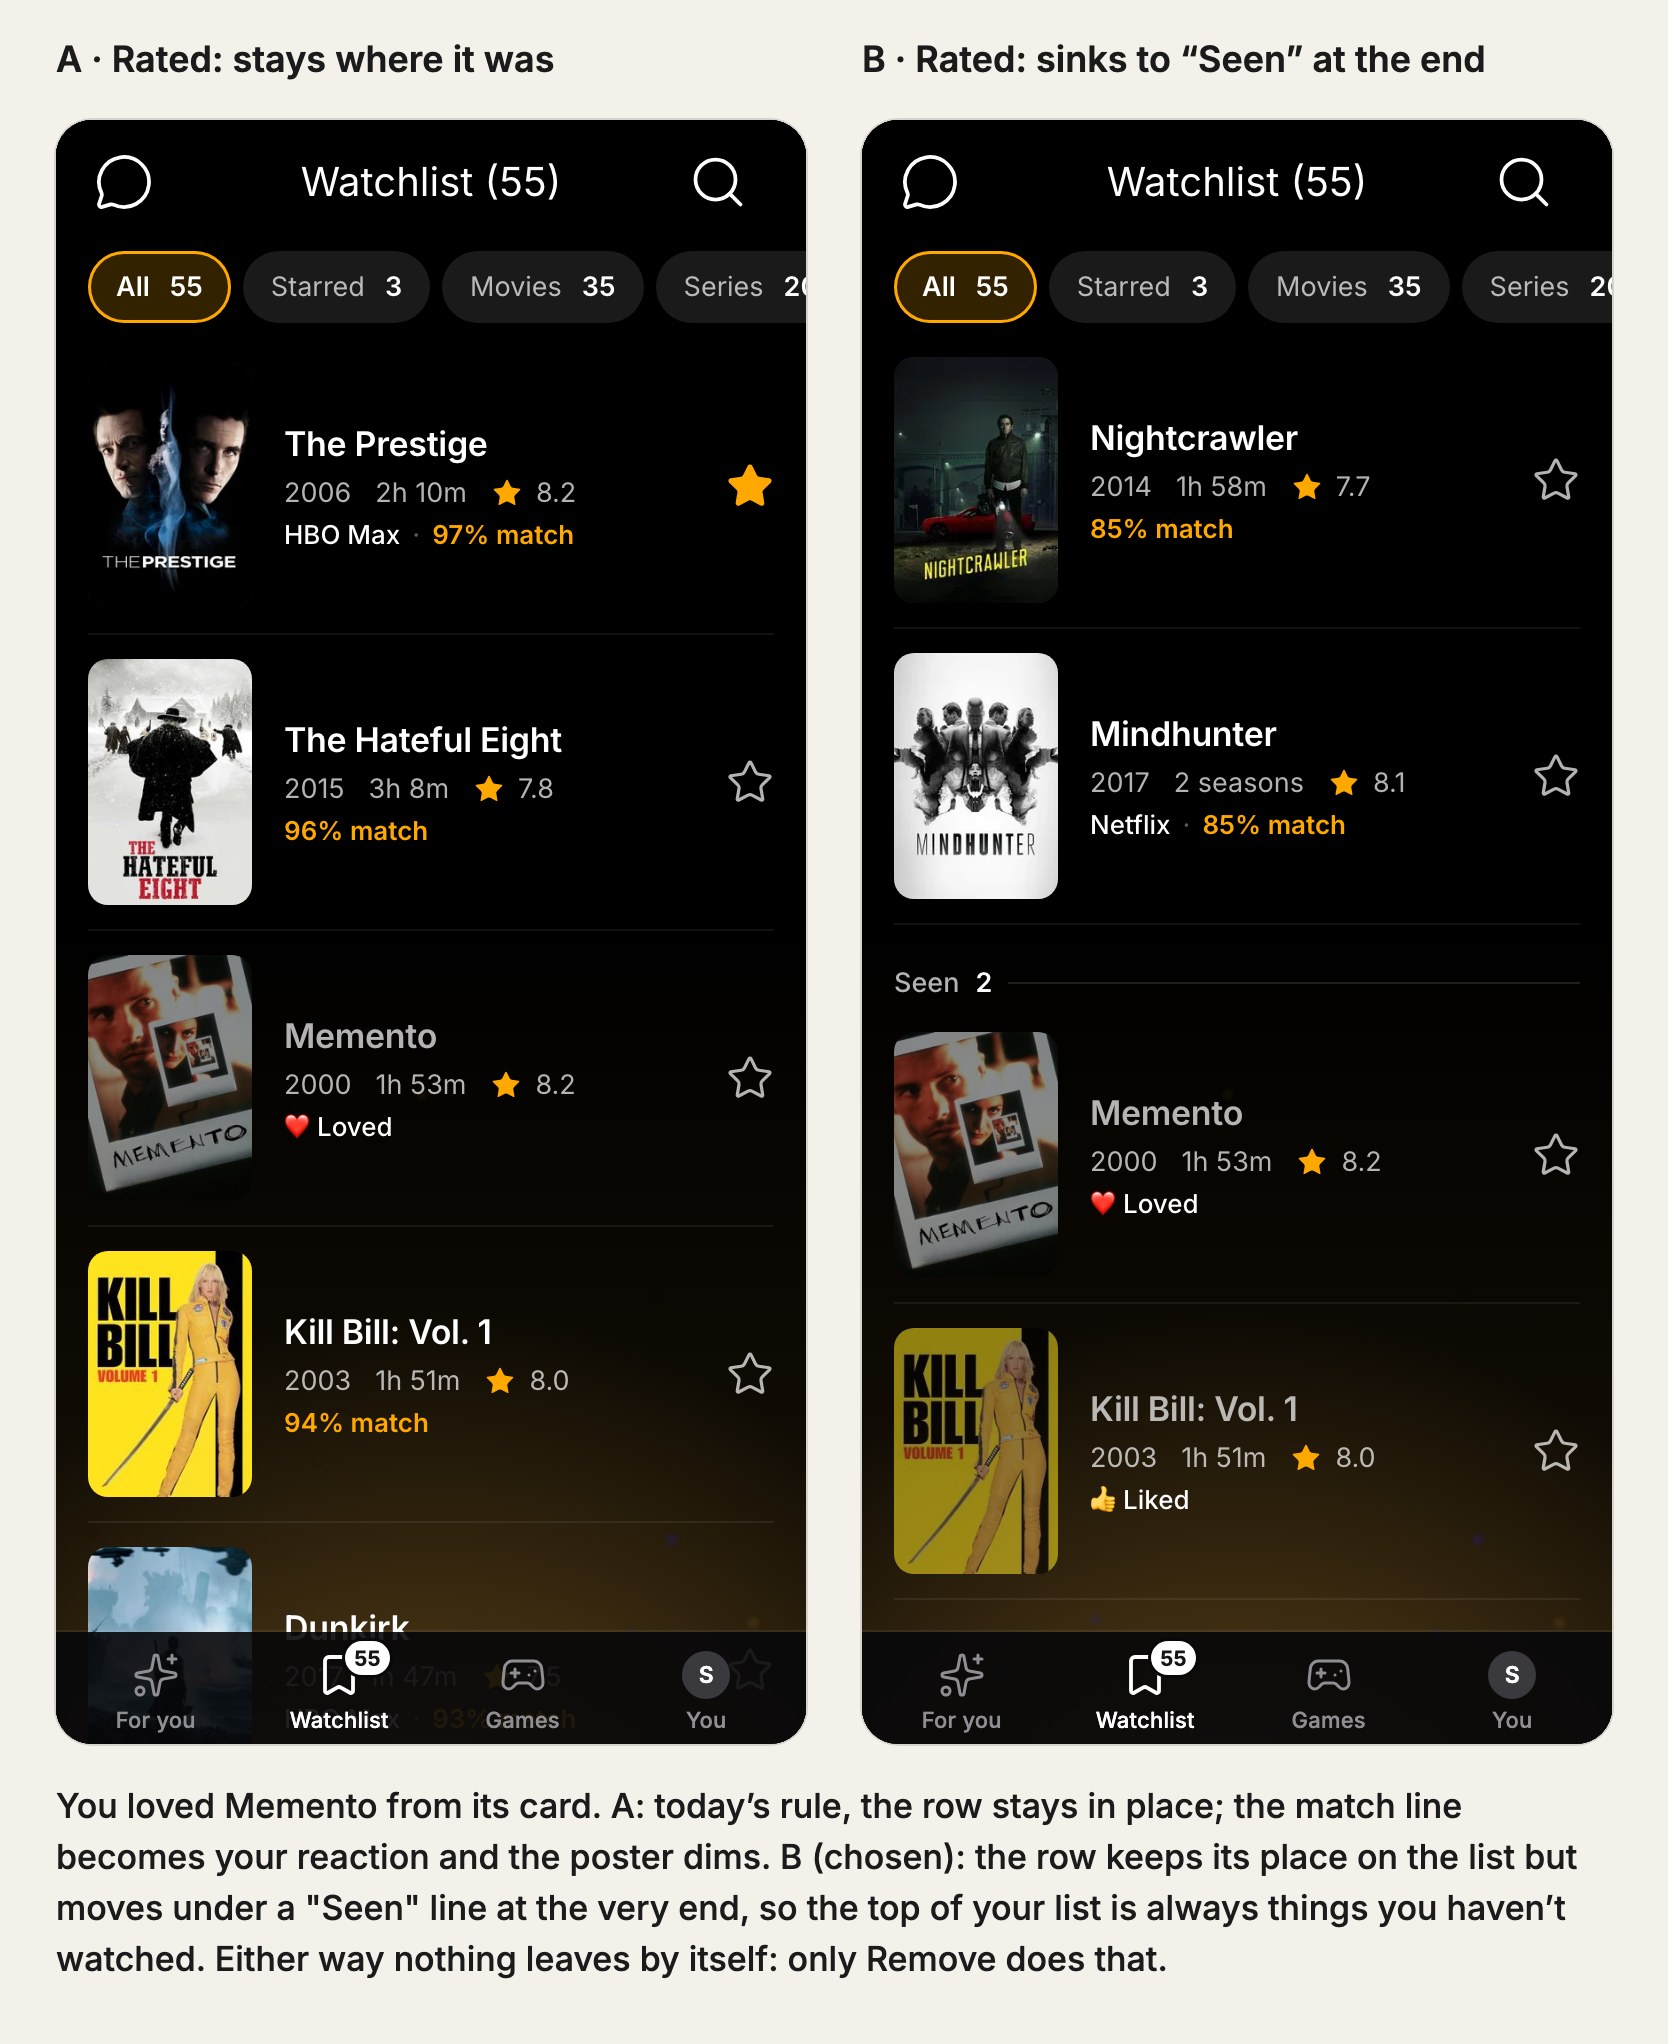 A · Rated: stays where it was
B · Rated: sinks to “Seen” at the end
Watchlist (55)
All 55 Starred 3 Movies 35 Series 20
THE PRESTIGE
The Prestige
2006 2h 10m ★ 8.2
HBO Max · 97% match
THE
HATEFUL
EIGHT
The Hateful Eight
2015 3h 8m ★ 7.8
96% match
MEMENTO
Memento
2000 1h 53m ★ 8.2
❤️ Loved
KILL
BILL
VOLUME 1
Kill Bill: Vol. 1
2003 1h 51m ★ 8.0
94% match
Dunkirk
47m
93%
55
S
For you Watchlist Games You
Watchlist (55)
All 55 Starred 3 Movies 35 Series 20
NIGHTCRAWLER
Nightcrawler
2014 1h 58m ★ 7.7
85% match
MINDHUNTER
Mindhunter
2017 2 seasons ★ 8.1
Netflix · 85% match
Seen 2
MEMENTO
Memento
2000 1h 53m ★ 8.2
❤️ Loved
KILL
BILL
VOLUME 1
Kill Bill: Vol. 1
2003 1h 51m ★ 8.0
👍 Liked
55
S
For you Watchlist Games You
You loved Memento from its card. A: today’s rule, the row stays in place; the match line
becomes your reaction and the poster dims. B (chosen): the row keeps its place on the list but
moves under a "Seen" line at the very end, so the top of your list is always things you haven’t
watched. Either way nothing leaves by itself: only Remove does that.